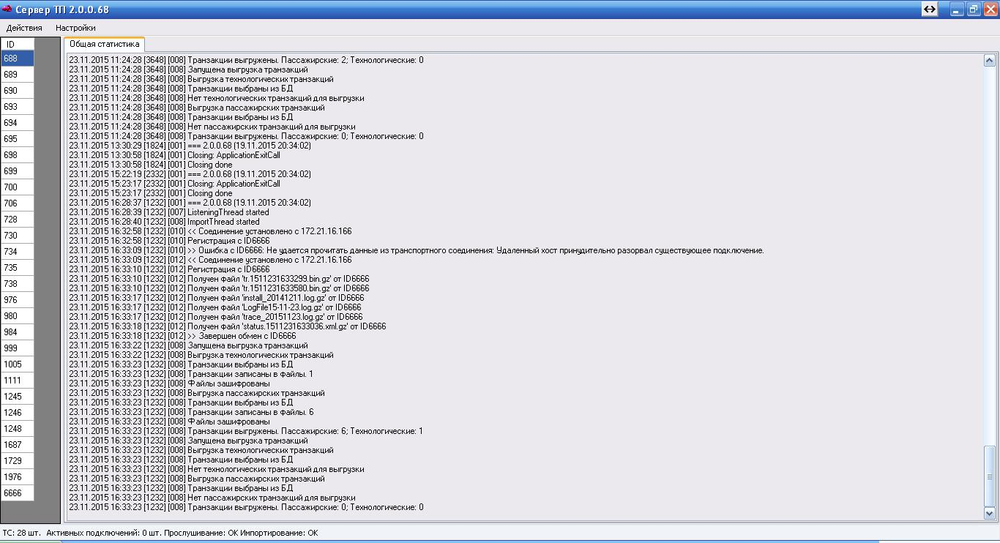 Сервер ТП 2.0.0.68
Действия Настройки
ID
688
689
690
693
694
695
698
699
700
706
728
730
734
735
738
976
980
984
999
1005
1111
1245
1246
1248
1687
1729
1976
6666
Общая статистика
23.11.2015 11:24:28 [3648] [008] Транзакции выгружены. Пассажирские: 2; Технологические: 0
23.11.2015 11:24:28 [3648] [008] Запущена выгрузка транзакций
23.11.2015 11:24:28 [3648] [008] Выгрузка технологических транзакций
23.11.2015 11:24:28 [3648] [008] Транзакции выбраны из БД
23.11.2015 11:24:28 [3648] [008] Нет технологических транзакций для выгрузки
23.11.2015 11:24:28 [3648] [008] Выгрузка пассажирских транзакций
23.11.2015 11:24:28 [3648] [008] Транзакции выбраны из БД
23.11.2015 11:24:28 [3648] [008] Нет пассажирских транзакций для выгрузки
23.11.2015 11:24:28 [3648] [008] Транзакции выгружены. Пассажирские: 0; Технологические: 0
23.11.2015 13:30:29 [1824] [001] === 2.0.0.68 (19.11.2015 20:34:02)
23.11.2015 13:30:58 [1824] [001] Closing: ApplicationExitCall
23.11.2015 13:30:58 [1824] [001] Closing done
23.11.2015 15:22:19 [2332] [001] === 2.0.0.68 (19.11.2015 20:34:02)
23.11.2015 15:23:17 [2332] [001] Closing: ApplicationExitCall
23.11.2015 15:23:17 [2332] [001] Closing done
23.11.2015 16:28:37 [1232] [001] === 2.0.0.68 (19.11.2015 20:34:02)
23.11.2015 16:28:39 [1232] [007] ListeningThread started
23.11.2015 16:28:40 [1232] [008] ImportThread started
23.11.2015 16:32:58 [1232] [010] << Соединение установлено с 172.21.16.166
23.11.2015 16:32:58 [1232] [010] Регистрация с ID6666
23.11.2015 16:33:09 [1232] [010] >> Ошибка с ID6666: Не удается прочитать данные из транспортного соединения: Удаленный хост принудительно разорвал существующее подключение.
23.11.2015 16:33:09 [1232] [012] << Соединение установлено с 172.21.16.166
23.11.2015 16:33:10 [1232] [012] Регистрация с ID6666
23.11.2015 16:33:10 [1232] [012] Получен файл 'tr.1511231633299.bin.gz' от ID6666
23.11.2015 16:33:10 [1232] [012] Получен файл 'tr.1511231633580.bin.gz' от ID6666
23.11.2015 16:33:17 [1232] [012] Получен файл 'install_20141211.log.gz' от ID6666
23.11.2015 16:33:17 [1232] [012] Получен файл 'LogFile15-11-23.log.gz' от ID6666
23.11.2015 16:33:17 [1232] [012] Получен файл 'trace_20151123.log.gz' от ID6666
23.11.2015 16:33:18 [1232] [012] Получен файл 'status.1511231633036.xml.gz' от ID6666
23.11.2015 16:33:18 [1232] [012] >> Завершен обмен с ID6666
23.11.2015 16:33:22 [1232] [008] Запущена выгрузка транзакций
23.11.2015 16:33:22 [1232] [008] Выгрузка технологических транзакций
23.11.2015 16:33:23 [1232] [008] Транзакции выбраны из БД
23.11.2015 16:33:23 [1232] [008] Транзакции записаны в файлы. 1
23.11.2015 16:33:23 [1232] [008] Файлы зашифрованы
23.11.2015 16:33:23 [1232] [008] Выгрузка пассажирских транзакций
23.11.2015 16:33:23 [1232] [008] Транзакции выбраны из БД
23.11.2015 16:33:23 [1232] [008] Транзакции записаны в файлы. 6
23.11.2015 16:33:23 [1232] [008] Файлы зашифрованы
23.11.2015 16:33:23 [1232] [008] Транзакции выгружены. Пассажирские: 6; Технологические: 1
23.11.2015 16:33:23 [1232] [008] Запущена выгрузка транзакций
23.11.2015 16:33:23 [1232] [008] Выгрузка технологических транзакций
23.11.2015 16:33:23 [1232] [008] Транзакции выбраны из БД
23.11.2015 16:33:23 [1232] [008] Нет технологических транзакций для выгрузки
23.11.2015 16:33:23 [1232] [008] Выгрузка пассажирских транзакций
23.11.2015 16:33:23 [1232] [008] Транзакции выбраны из БД
23.11.2015 16:33:23 [1232] [008] Нет пассажирских транзакций для выгрузки
23.11.2015 16:33:23 [1232] [008] Транзакции выгружены. Пассажирские: 0; Технологические: 0
ТС: 28 шт. Активных подключений: 0 шт. Прослушивание: ОК Импортирование: ОК